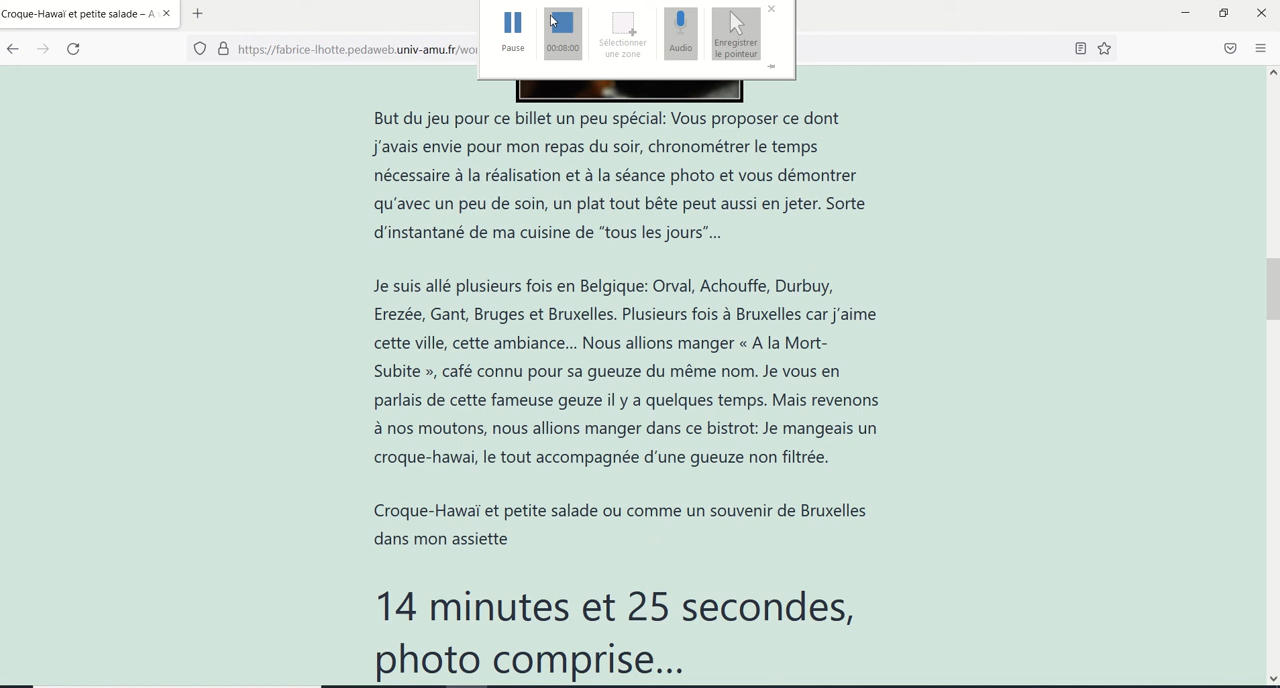 Croque-Hawaï et petite salade – A
https://fabrice-lhotte.pedaweb.univ-amu.fr/wor
Pause
00:08:00
Sélectionner
une zone
Audio
Enregistrer
le pointeur
But du jeu pour ce billet un peu spécial: Vous proposer ce dont
j’avais envie pour mon repas du soir, chronométrer le temps
nécessaire à la réalisation et à la séance photo et vous démontrer
qu’avec un peu de soin, un plat tout bête peut aussi en jeter. Sorte
d’instantané de ma cuisine de “tous les jours”…
Je suis allé plusieurs fois en Belgique: Orval, Achouffe, Durbuy,
Erezée, Gant, Bruges et Bruxelles. Plusieurs fois à Bruxelles car j’aime
cette ville, cette ambiance… Nous allions manger « A la Mort-
Subite », café connu pour sa gueuze du même nom. Je vous en
parlais de cette fameuse geuze il y a quelques temps. Mais revenons
à nos moutons, nous allions manger dans ce bistrot: Je mangeais un
croque-hawai, le tout accompagnée d’une gueuze non filtrée.
Croque-Hawaï et petite salade ou comme un souvenir de Bruxelles
dans mon assiette
14 minutes et 25 secondes,
photo comprise…